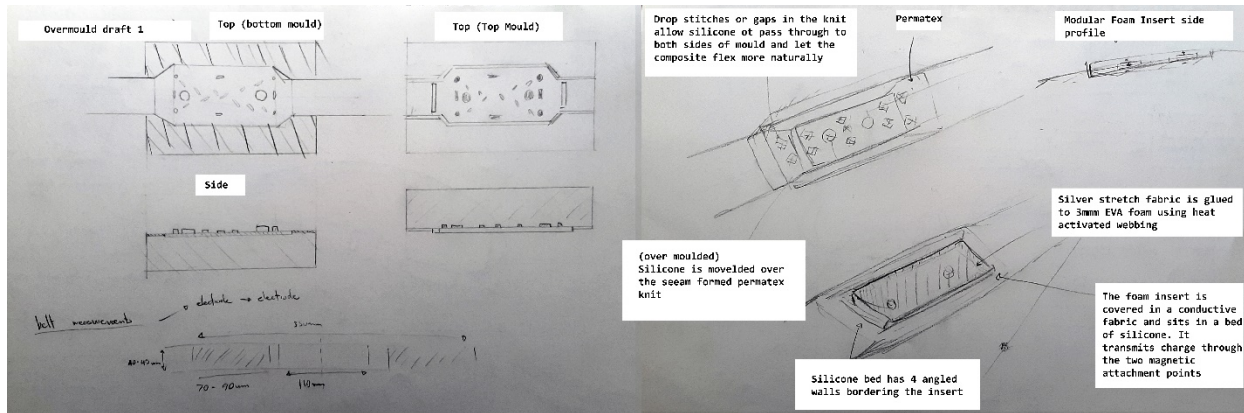 Overmould draft 1
Top (bottom mould)
Top (Top Mould)
Side
belt measurements
electrode → electrode
40-45mm
70 - 90mm
110mm
Drop stitches or gaps in the knit
allow silicone ot pass through to
both sides of mould and let the
composite flex more naturally
Permatex
Modular Foam Insert side
profile
(over moulded)
Silicone is movelded over
the seeam formed permatex
knit
Silver stretch fabric is glued
to 3mmm EVA foam using heat
activated webbing
The foam insert is
covered in a conductive
fabric and sits in a bed
of silicone. It
transmits charge through
the two magnetic
attachment points
Silicone bed has 4 angled
walls bordering the insert